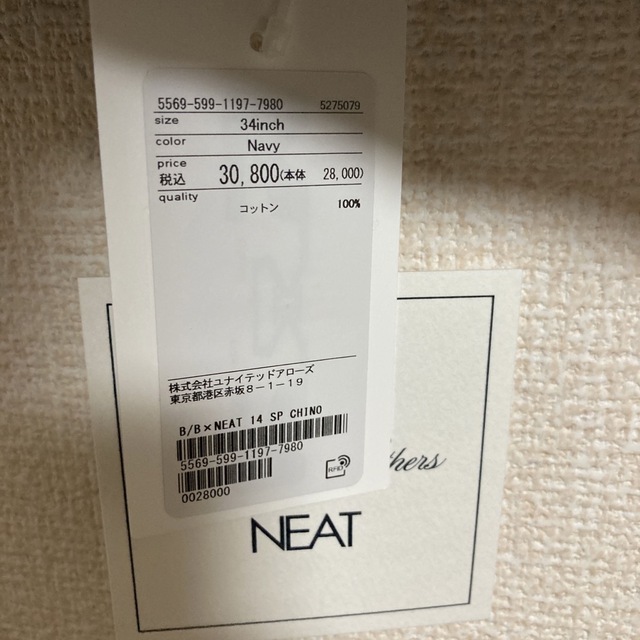 5569-599-1197-7980 5275079
size 34inch
color Navy
price
税込 30,800(本体 28,000)
quality
コットン 100%
株式会社ユナイテッドアローズ
東京都港区赤坂8-1-19
B/B×NEAT 14 SP CHINO
5569-599-1197-7980
0028000
RFID
NEAT